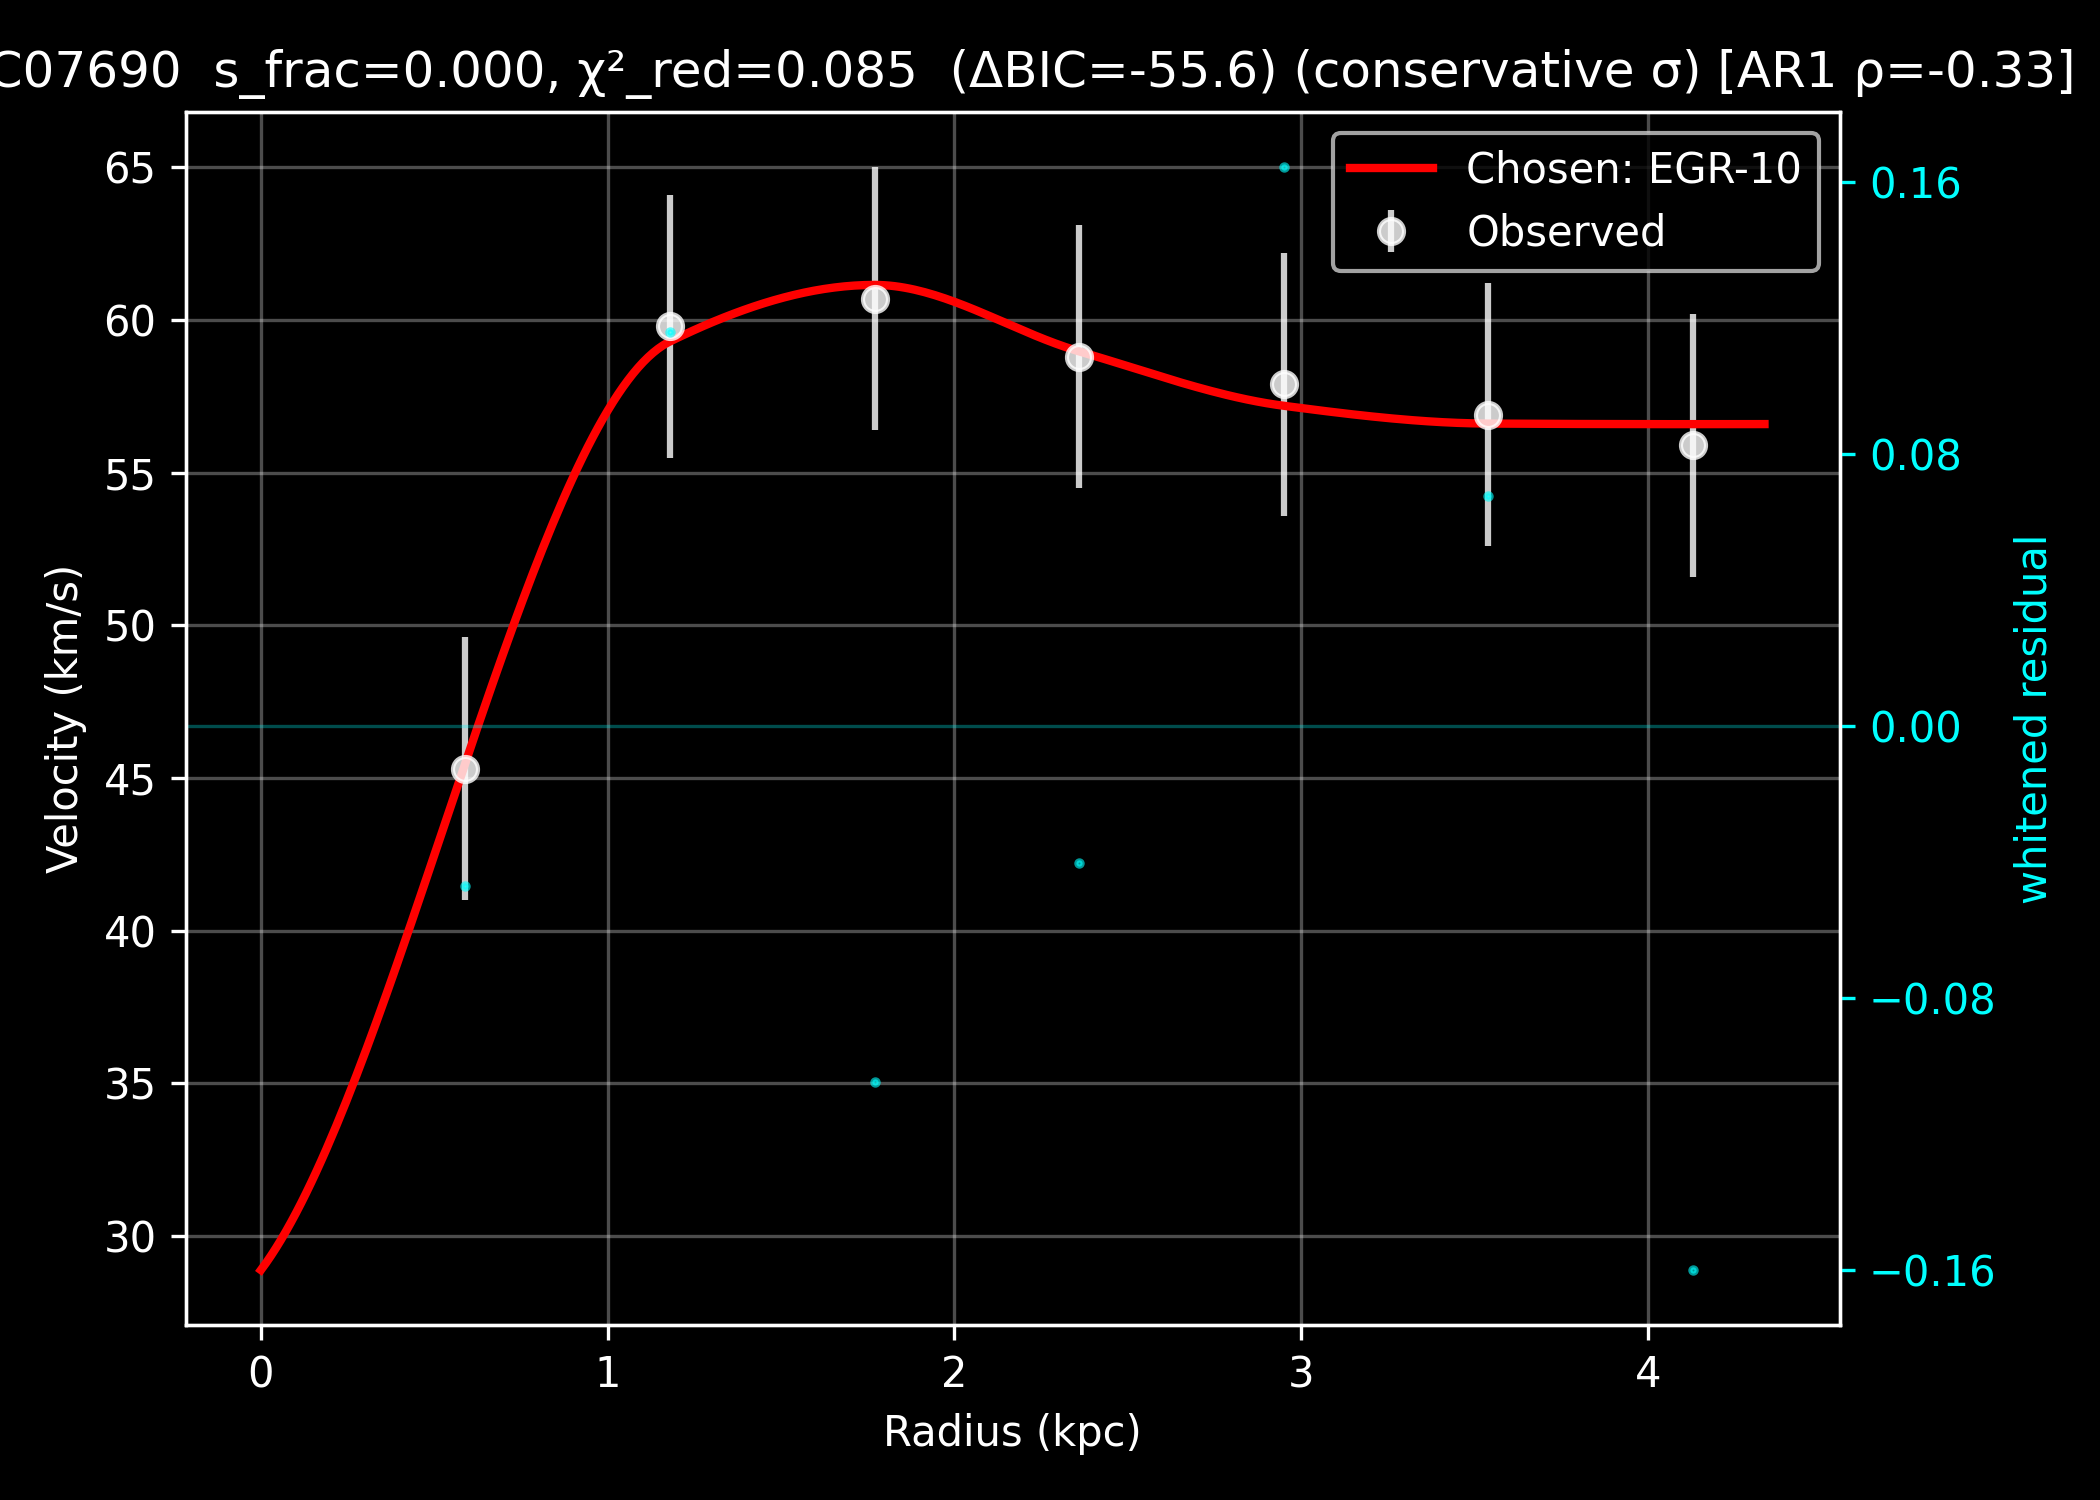 C07690 s_frac=0.000, χ²_red=0.085 (ΔBIC=-55.6) (conservative σ) [AR1 ρ=-0.33]
Chosen: EGR-10
Observed
65
60
55
50
45
40
35
30
Velocity (km/s)
0.16
0.08
0.00
−0.08
−0.16
whitened residual
0 1 2 3 4
Radius (kpc)